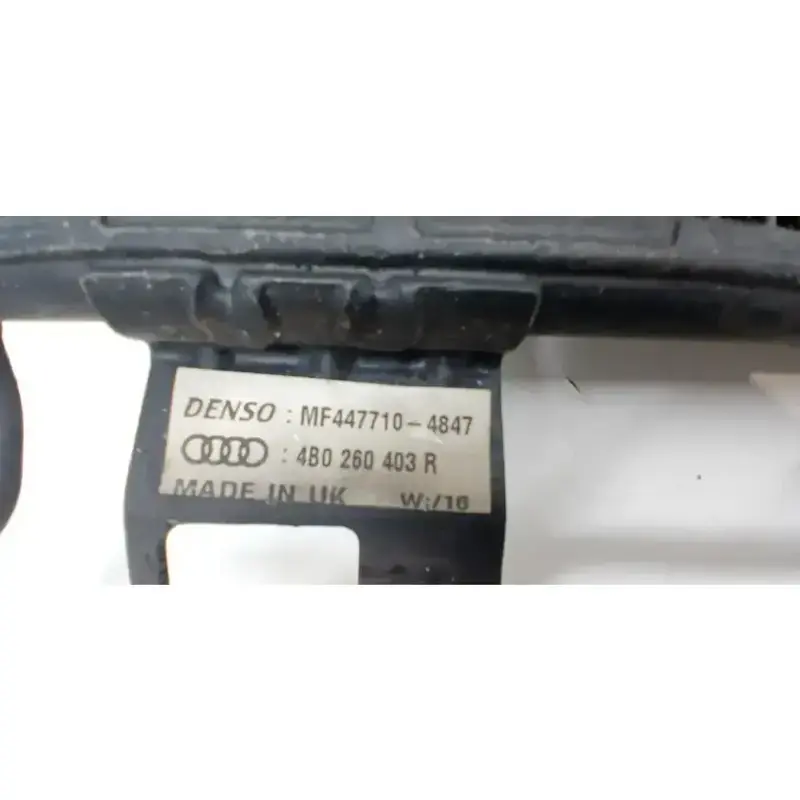 DENSO : MF447710-4847
: 4B0 260 403 R
MADE IN UK W;/16